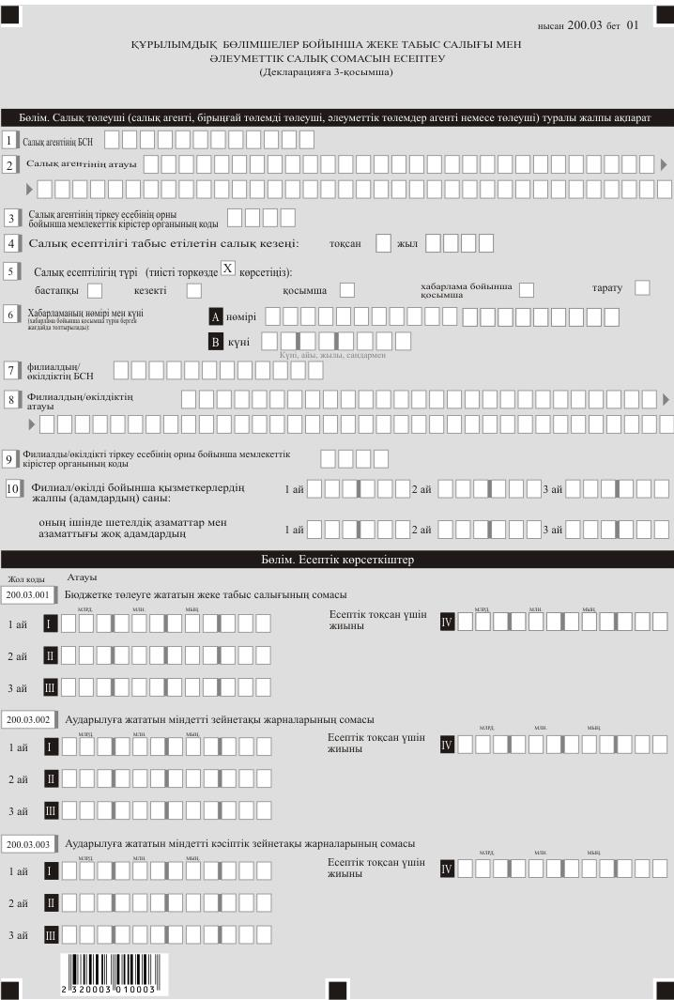 нысан 200.03 бет 01
ҚҰРЫЛЫМДЫҚ БӨЛІМШЕЛЕР БОЙЫНША ЖЕКЕ ТАБЫС САЛЫҒЫ МЕН
ӘЛЕУМЕТТІК САЛЫҚ СОМАСЫН ЕСЕПТЕУ
(Декларацияға 3-қосымша)
Бөлім. Салық төлеуші (салық агенті, бірыңғай төлемді төлеуші, әлеуметтік төлемдер агенті немесе төлеуші) туралы жалпы ақпарат
1 Салық агентінің БСН
2 Салық агентінің атауы
3 Салық агентінің тіркеу есебінің орны
бойынша мемлекеттік кірістер органының коды
4 Салық есептілігі табыс етілетін салық кезеңі: тоқсан жыл
5 Салық есептілігің түрі (тиісті торкөзде X көрсетіңіз):
бастапқы кезекті қосымша хабарлама бойынша
қосымша тарату
6 Хабарламаның нөмірі мен күні
(хабарлама бойынша қосымша түрін берген
жағдайда толтырылады):
A нөмірі
B күні
Күні, айы, жылы, сандармен
7 филиалдың/
өкілдіктің БСН
8 Филиалдың/өкілдіктің
атауы
9 Филиалды/өкілдікті тіркеу есебінің орны бойынша мемлекеттік
кірістер органының коды
10 Филиал/өкілді бойынша қызметкерлердің
жалпы (адамдардың) саны:
1 ай 2 ай 3 ай
оның ішінде шетелдік азаматтар мен
азаматтығы жоқ адамдардың
1 ай 2 ай 3 ай
Бөлім. Есептік көрсеткіштер
Жол коды Атауы
200.03.001 Бюджетке төлеуге жататын жеке табыс салығының сомасы
МЛРД. МЛН. МЫҢ. МЛРД. МЛН. МЫҢ.
1 ай I Есептік тоқсан үшін
жиыны IV
2 ай II
3 ай III
200.03.002 Аударылуға жататын міндетті зейнетақы жарналарының сомасы
МЛРД. МЛН. МЫҢ. МЛРД. МЛН. МЫҢ.
1 ай I Есептік тоқсан үшін
жиыны IV
2 ай II
3 ай III
200.03.003 Аударылуға жататын міндетті кәсіптік зейнетақы жарналарының сомасы
МЛРД. МЛН. МЫҢ. МЛРД. МЛН. МЫҢ.
1 ай I Есептік тоқсан үшін
жиыны IV
2 ай II
3 ай III
2 320003 010003